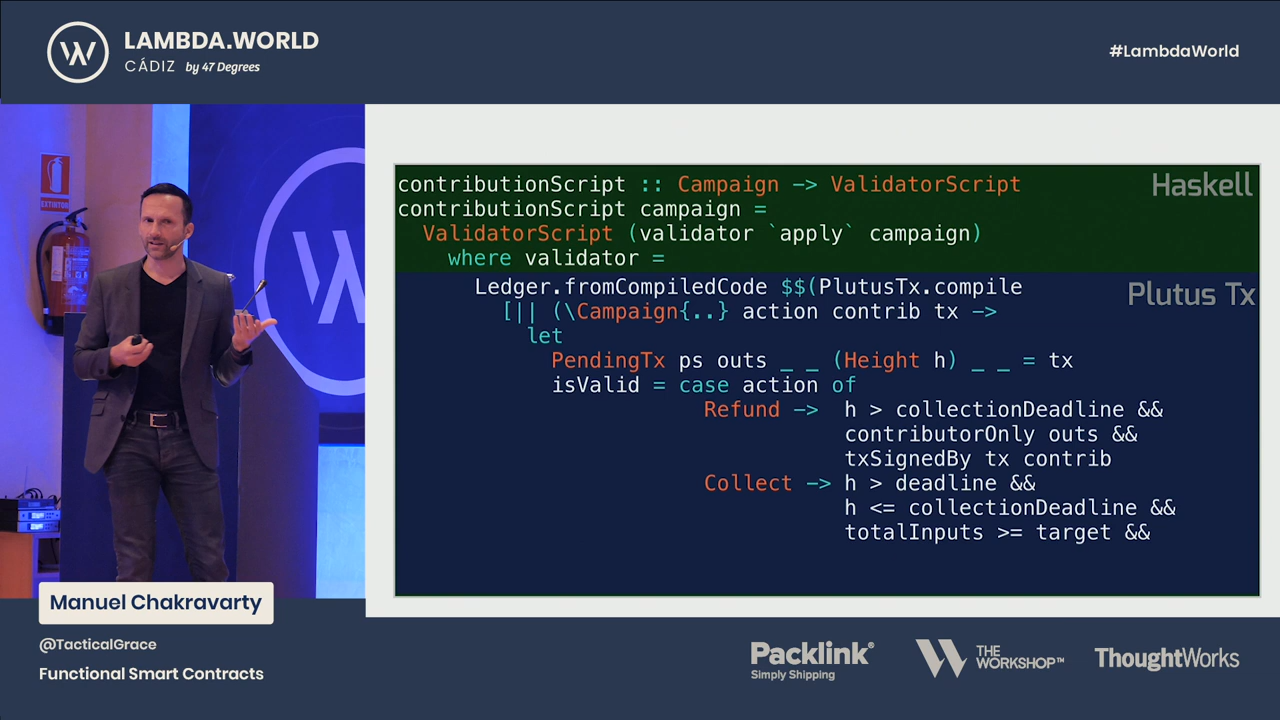 LAMBDA.WORLD
CÁDIZ by 47 Degrees
#LambdaWorld
EXTINTOR
contributionScript :: Campaign -> ValidatorScript
Haskell
contributionScript campaign =
ValidatorScript (validator `apply` campaign)
where validator =
Ledger.fromCompiledCode $$(PlutusTx.compile
Plutus Tx
[|| (\Campaign{..} action contrib tx ->
let
PendingTx ps outs _ _ (Height h) _ _ = tx
isValid = case action of
Refund -> h > collectionDeadline &&
contributorOnly outs &&
txSignedBy tx contrib
Collect -> h > deadline &&
h <= collectionDeadline &&
totalInputs >= target &&
Manuel Chakravarty
@TacticalGrace
Functional Smart Contracts
Packlink®
Simply Shipping
THE
WORKSHOP™
ThoughtWorks